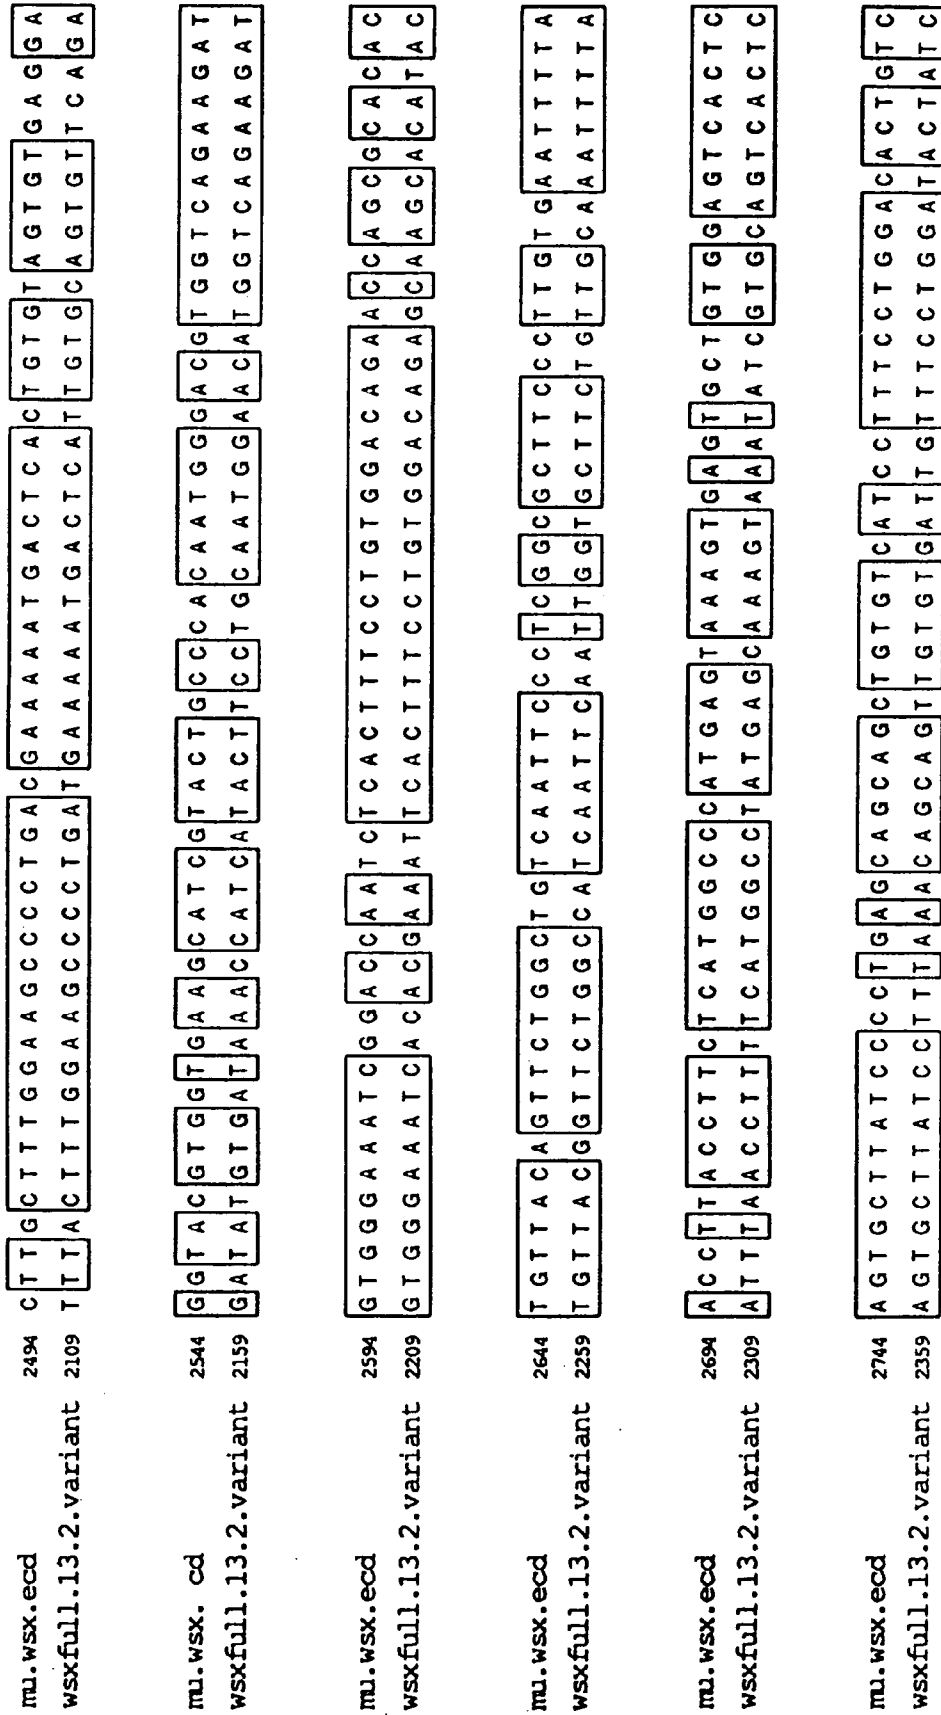 mu.wsx.ecd 2494 C T T G C T T T G G A A G C C C C T G A C G A A A A A T G A C T C A C T G T G T A G T G T G A G G A
wsxfull.13.2.variant 2109 T T T A C T T T G G A A G C C C C T G A T G A A A A A T G A C T C A T T G T G C A G T G T T C A G A
mu.wsx. cd 2544 G G T A C G T G G T G A A G C A T C G T A C T G C C C A C A A T G G G A C G T G G T C A G A A G A T
wsxfull.13.2.variant 2159 G A T A T G T G A T A A A C C A T C A T A C T T C C T G C A A T G G A A C A T G G T C A G A A G A T
mu.wsx.ecd 2594 G T G G G A A A T C G G A C C A A T C T C A C T T T C C T G T G G A C A G A A C C A G C G C A C A C
wsxfull.13.2.variant 2209 G T G G G A A A T C A C A C G A A A T T C A C T T T C C T G T G G A C A G A G C A A G C A C A T A C
mu.wsx.ecd 2644 T G T T A C A G T T C T G G C T G T C A A T T C C C T C G G C G C T T C C C T T G T G A A T T T T A
wsxfull.13.2.variant 2259 T G T T A C G G T T C T G G C C A T C A A T T C A A T T G G T G C T T C T G T T G C A A A T T T T A
mu.wsx.ecd 2694 A C C T T A C C T T C T C A T G G C C C A T G A G T A A A G T G A G T G C T G T G G A G T C A C T C
wsxfull.13.2.variant 2309 A T T T A A C C T T T T C A T G G C C T A T G A G C A A A G T A A A T A T C G T G C A G T C A C T C
mu.wsx.ecd 2744 A G T G C T T A T C C C C T G A G C A G C A G C T G T G T C A T C C T T T C C T G G A C A C T G T C
wsxfull.13.2.variant 2359 A G T G C T T A T C C T T T A A A C A G C A G T T G T G T G A T T G T T T C C T G G A T A C T A T C